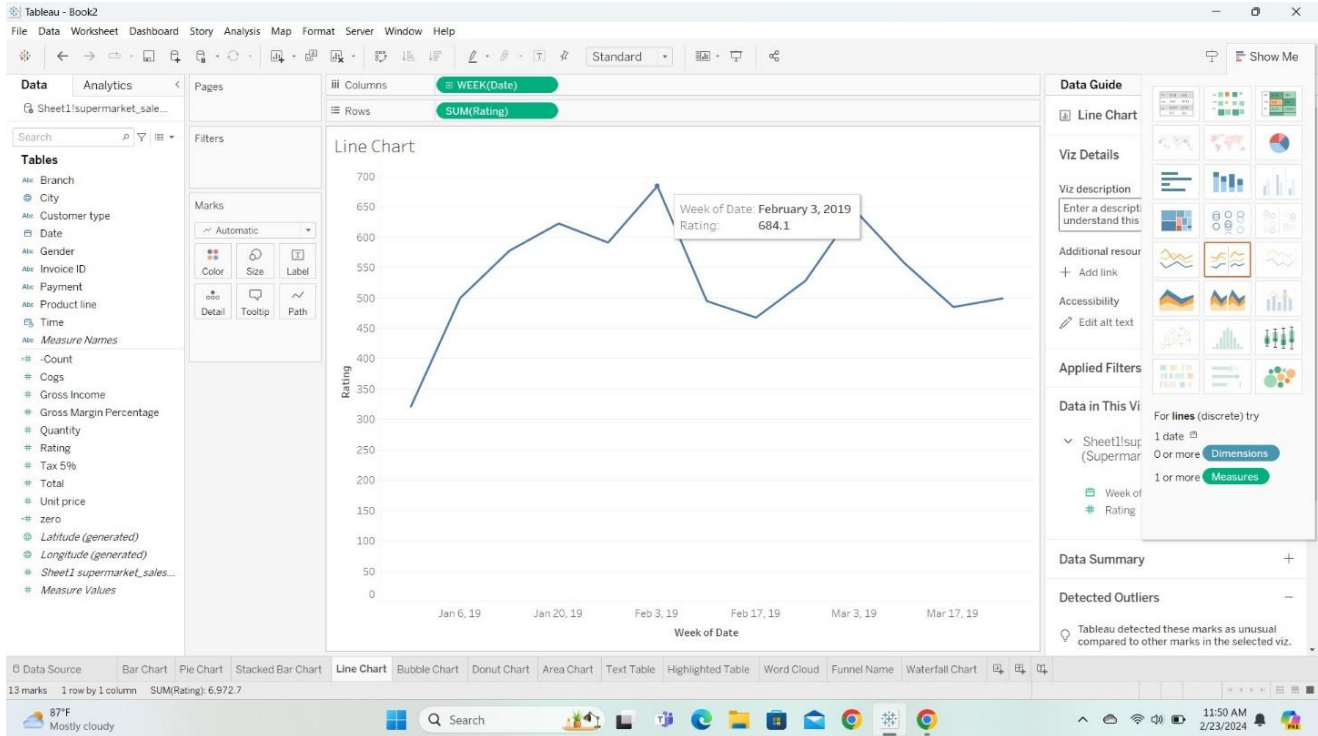 Tableau - Book2
File Data Worksheet Dashboard Story Analysis Map Format Server Window Help
Standard
Show Me
Data Analytics
Sheet1!supermarket_sale...
Search
Tables
Abc Branch
City
Abc Customer type
Date
Abc Gender
Abc Invoice ID
Abc Payment
Abc Product line
Time
Abc Measure Names
=# -Count
# Cogs
# Gross Income
# Gross Margin Percentage
# Quantity
# Rating
# Tax 5%
# Total
# Unit price
=# zero
Latitude (generated)
Longitude (generated)
# Sheet1 supermarket_sales...
# Measure Values
Pages
Filters
Marks
Automatic
Color Size Label
Detail Tooltip Path
iii Columns WEEK(Date)
Rows SUM(Rating)
Line Chart
700
650
600
550
500
450
400
350
300
250
200
150
100
50
0
Rating
Week of Date: February 3, 2019
Rating: 684.1
Jan 6, 19 Jan 20, 19 Feb 3, 19 Feb 17, 19 Mar 3, 19 Mar 17, 19
Week of Date
Data Guide
Line Chart
Viz Details
Viz description
Enter a descripti
understand this
Additional resour
+ Add link
Accessibility
Edit alt text
Applied Filters
Data in This Vi
Sheet1!sup
(Supermar
Week of
# Rating
Data Summary +
Detected Outliers −
Tableau detected these marks as unusual
compared to other marks in the selected viz.
For lines (discrete) try
1 date
0 or more Dimensions
1 or more Measures
Data Source Bar Chart Pie Chart Stacked Bar Chart Line Chart Bubble Chart Donut Chart Area Chart Text Table Highlighted Table Word Cloud Funnel Name Waterfall Chart
13 marks 1 row by 1 column SUM(Rating): 6,972.7
87°F
Mostly cloudy
Search
11:50 AM
2/23/2024